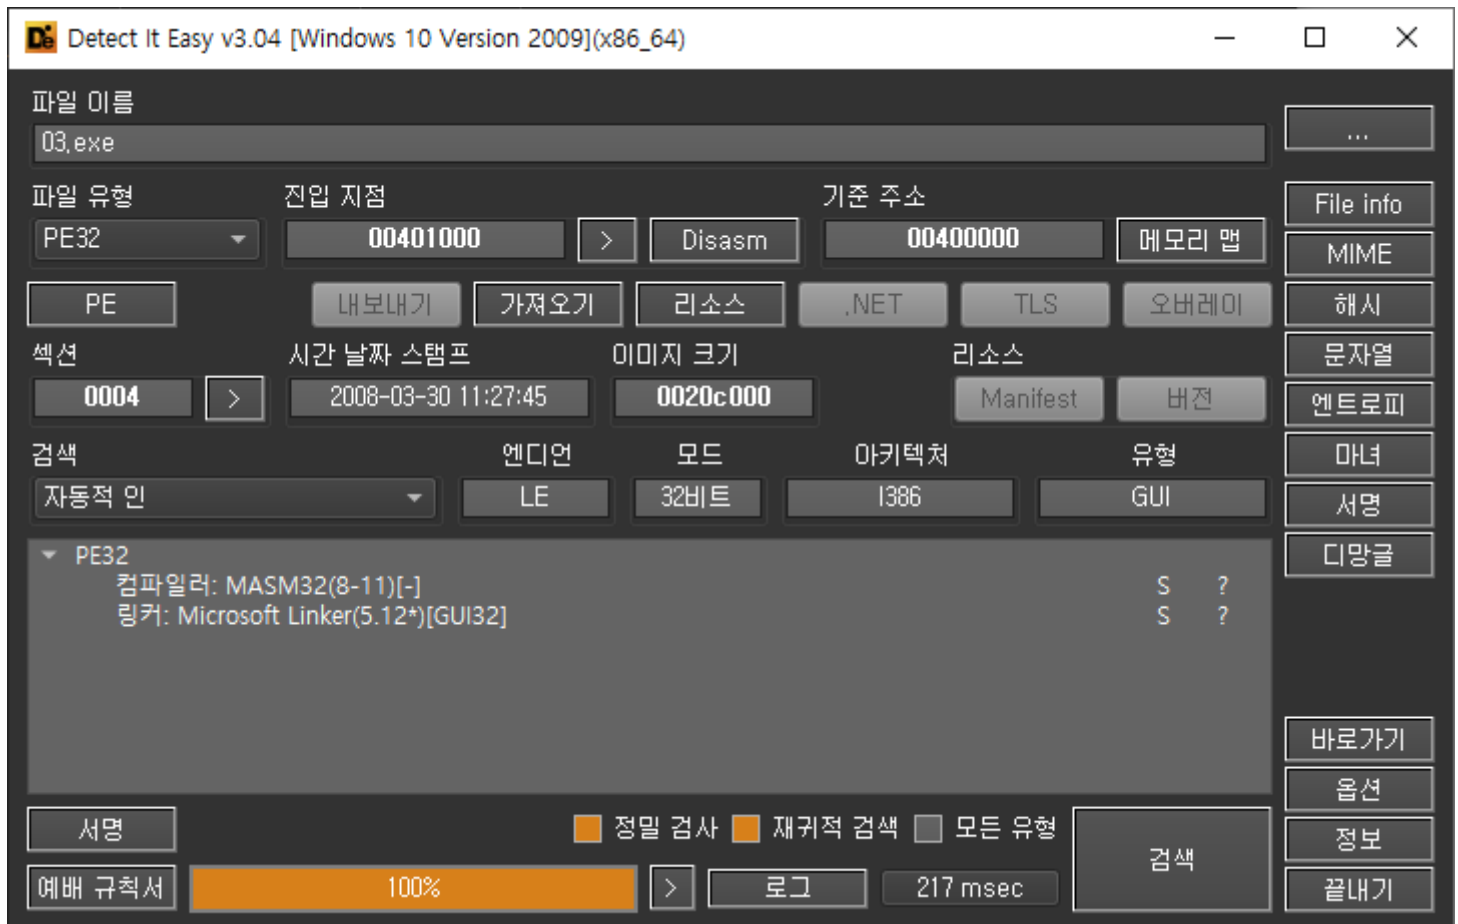 Detect It Easy v3.04 [Windows 10 Version 2009](x86_64)
파일 이름
03.exe
...
파일 유형 진입 지점 기준 주소
PE32 00401000 > Disasm 00400000 메모리 맵
File info
MIME
PE 내보내기 가져오기 리소스 .NET TLS 오버레이
해시
섹션 시간 날짜 스탬프 이미지 크기 리소스
문자열
0004 > 2008-03-30 11:27:45 0020c000 Manifest 버전
엔트로피
검색 엔디언 모드 아키텍처 유형
마녀
자동적 인 LE 32비트 I386 GUI
서명
디망글
PE32
컴파일러: MASM32(8-11)[-] S ?
링커: Microsoft Linker(5.12*)[GUI32] S ?
바로가기
옵션
서명 정밀 검사 재귀적 검색 모든 유형
정보
검색
예배 규칙서 100% > 로그 217 msec
끝내기